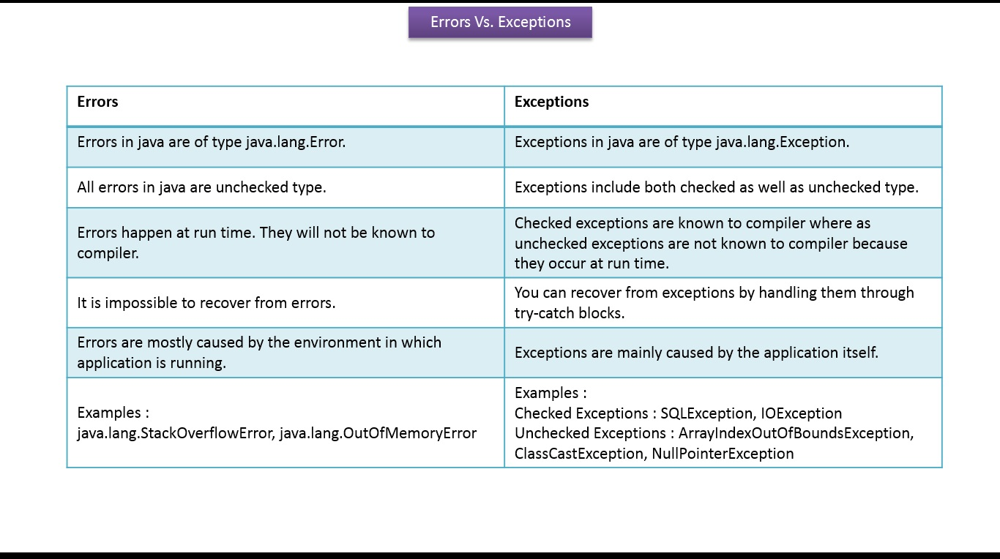 Errors Vs. Exceptions
Errors
Exceptions
Errors in java are of type java.lang.Error.
Exceptions in java are of type java.lang.Exception.
All errors in java are unchecked type.
Exceptions include both checked as well as unchecked type.
Errors happen at run time. They will not be known to
compiler.
Checked exceptions are known to compiler where as
unchecked exceptions are not known to compiler because
they occur at run time.
It is impossible to recover from errors.
You can recover from exceptions by handling them through
try-catch blocks.
Errors are mostly caused by the environment in which
application is running.
Exceptions are mainly caused by the application itself.
Examples :
java.lang.StackOverflowError, java.lang.OutOfMemoryError
Examples :
Checked Exceptions : SQLException, IOException
Unchecked Exceptions : ArrayIndexOutOfBoundsException,
ClassCastException, NullPointerException